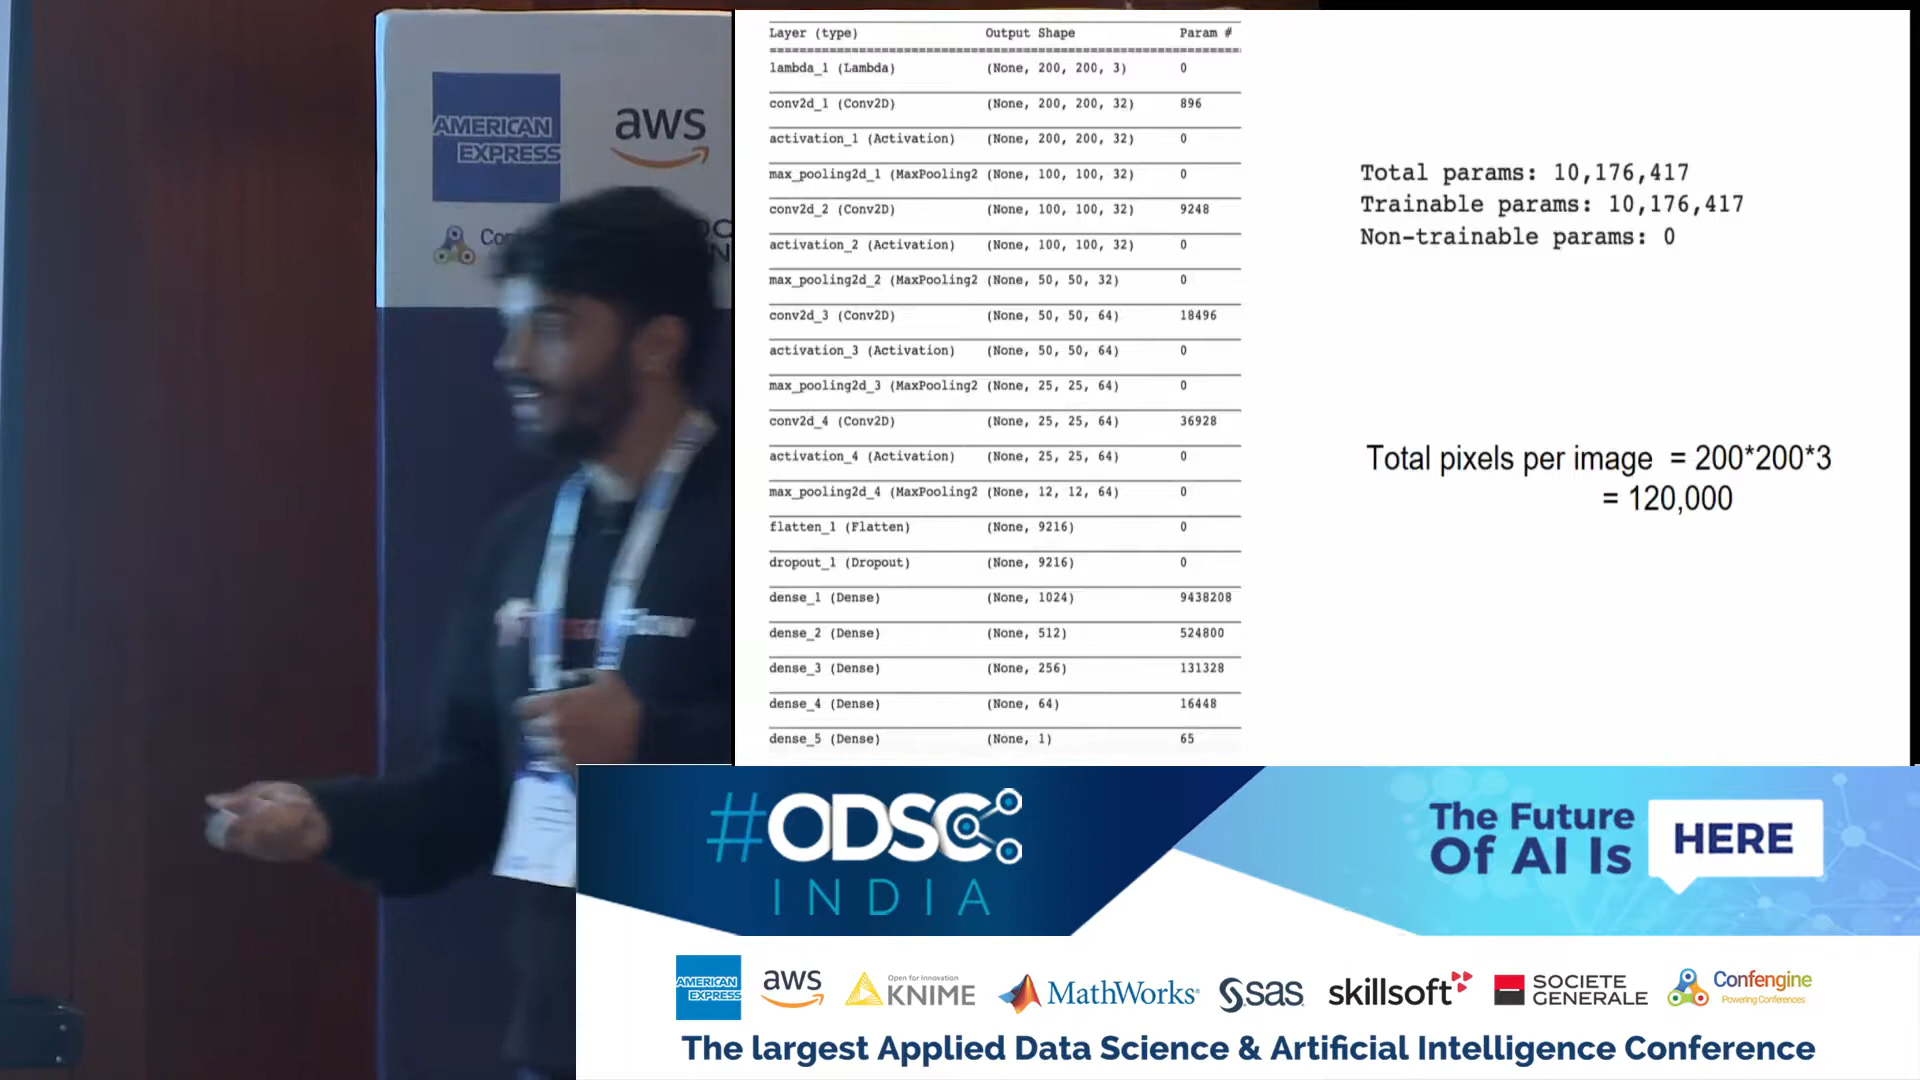 AMERICAN
EXPRESS
aws
Layer (type) Output Shape Param #
lambda_1 (Lambda) (None, 200, 200, 3) 0
conv2d_1 (Conv2D) (None, 200, 200, 32) 896
activation_1 (Activation) (None, 200, 200, 32) 0
max_pooling2d_1 (MaxPooling2 (None, 100, 100, 32) 0
conv2d_2 (Conv2D) (None, 100, 100, 32) 9248
activation_2 (Activation) (None, 100, 100, 32) 0
max_pooling2d_2 (MaxPooling2 (None, 50, 50, 32) 0
conv2d_3 (Conv2D) (None, 50, 50, 64) 18496
activation_3 (Activation) (None, 50, 50, 64) 0
max_pooling2d_3 (MaxPooling2 (None, 25, 25, 64) 0
conv2d_4 (Conv2D) (None, 25, 25, 64) 36928
activation_4 (Activation) (None, 25, 25, 64) 0
max_pooling2d_4 (MaxPooling2 (None, 12, 12, 64) 0
flatten_1 (Flatten) (None, 9216) 0
dropout_1 (Dropout) (None, 9216) 0
dense_1 (Dense) (None, 1024) 9438208
dense_2 (Dense) (None, 512) 524800
dense_3 (Dense) (None, 256) 131328
dense_4 (Dense) (None, 64) 16448
dense_5 (Dense) (None, 1) 65
Total params: 10,176,417
Trainable params: 10,176,417
Non-trainable params: 0
Total pixels per image = 200*200*3
= 120,000
#ODSC
INDIA
The Future
Of AI Is HERE
AMERICAN
EXPRESS
aws
Open for Innovation
KNIME
MathWorks
sas
skillsoft
SOCIETE
GENERALE
Confengine
Powering Conferences
The largest Applied Data Science & Artificial Intelligence Conference